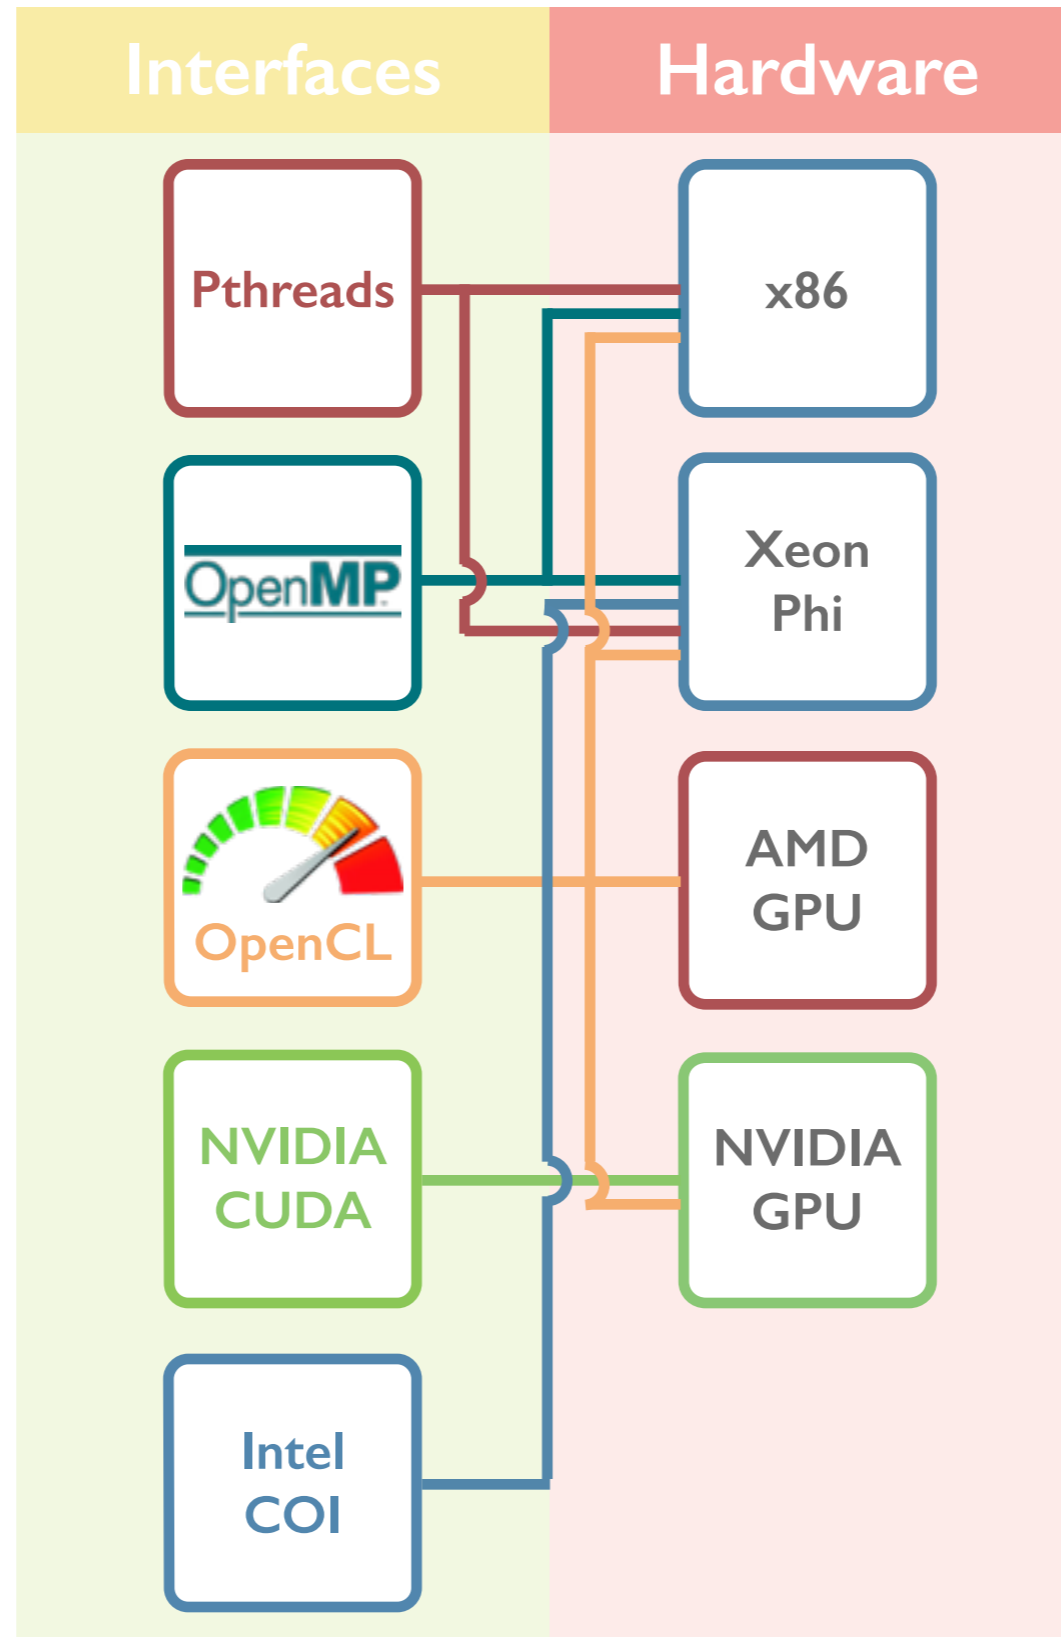 Interfaces
Hardware
Pthreads
x86
OpenMP
Xeon
Phi
OpenCL
AMD
GPU
NVIDIA
CUDA
NVIDIA
GPU
Intel
COI